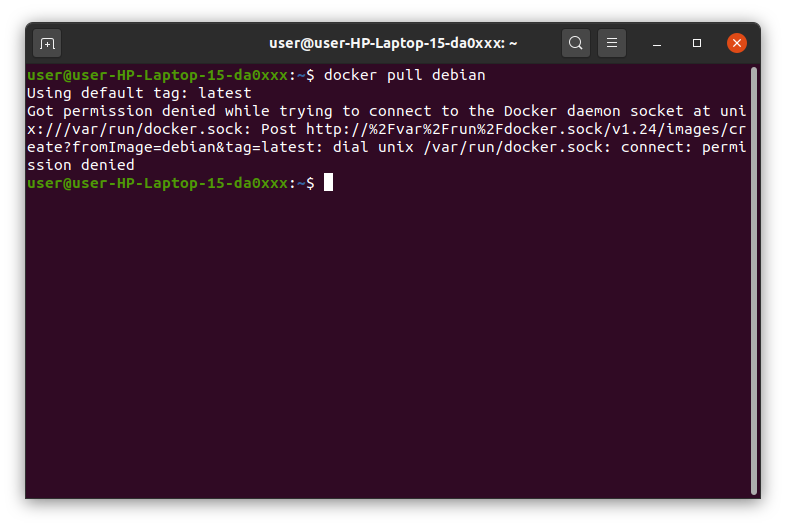 user@user-HP-Laptop-15-da0xxx: ~
user@user-HP-Laptop-15-da0xxx:~$ docker pull debian
Using default tag: latest
Got permission denied while trying to connect to the Docker daemon socket at uni
x:///var/run/docker.sock: Post http://%2Fvar%2Frun%2Fdocker.sock/v1.24/images/cr
eate?fromImage=debian&tag=latest: dial unix /var/run/docker.sock: connect: permi
ssion denied
user@user-HP-Laptop-15-da0xxx:~$